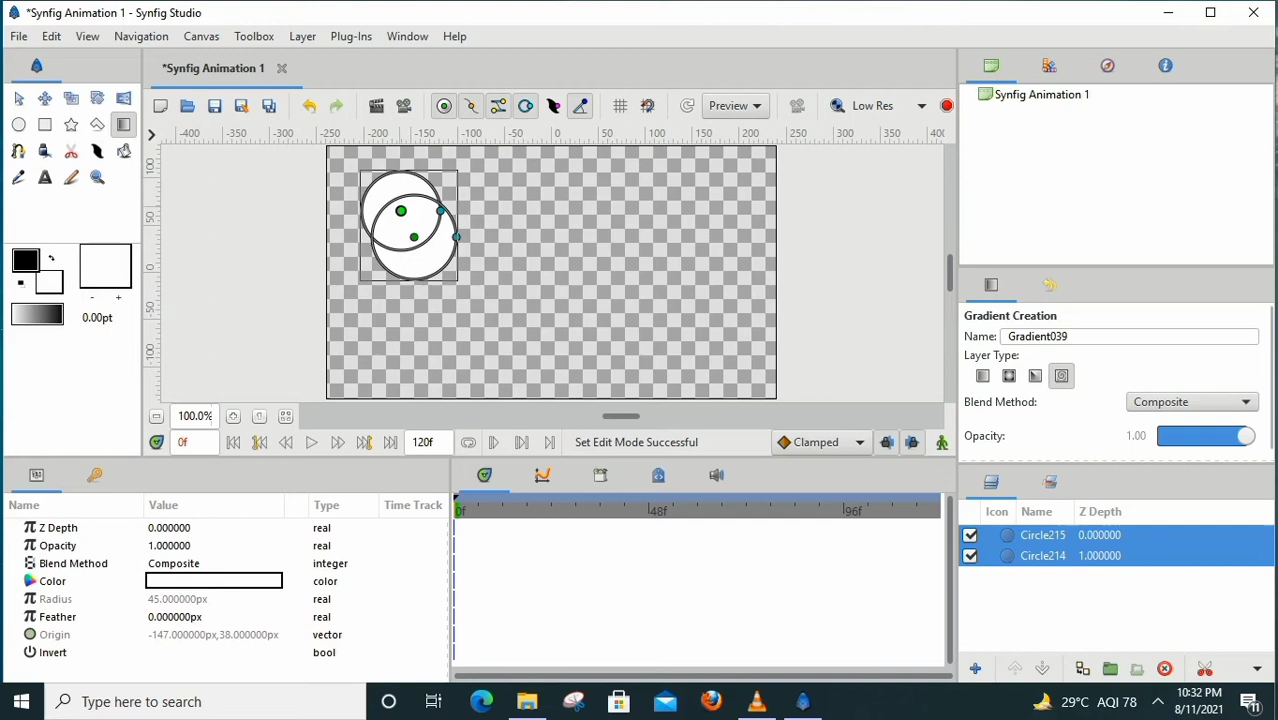 *Synfig Animation 1 - Synfig Studio
File Edit View Navigation Canvas Toolbox Layer Plug-Ins Window Help
*Synfig Animation 1
Preview
Low Res
-400 -350 -300 -250 -200 -150 -100 -50 0 50 100 150 200 250 300 350 400
100
50
0
-50
-100
- +
0.00pt
100.0%
0f
120f
Set Edit Mode Successful
Clamped
Synfig Animation 1
Gradient Creation
Name: Gradient039
Layer Type:
Blend Method: Composite
Opacity: 1.00
Icon Name Z Depth
Circle215 0.000000
Circle214 1.000000
Name Value Type Time Track
Z Depth 0.000000 real
Opacity 1.000000 real
Blend Method Composite integer
Color color
Radius 45.000000px real
Feather 0.000000px real
Origin -147.000000px,38.000000px vector
Invert bool
0f 48f 96f
Type here to search
29°C AQI 78
10:32 PM
8/11/2021
11